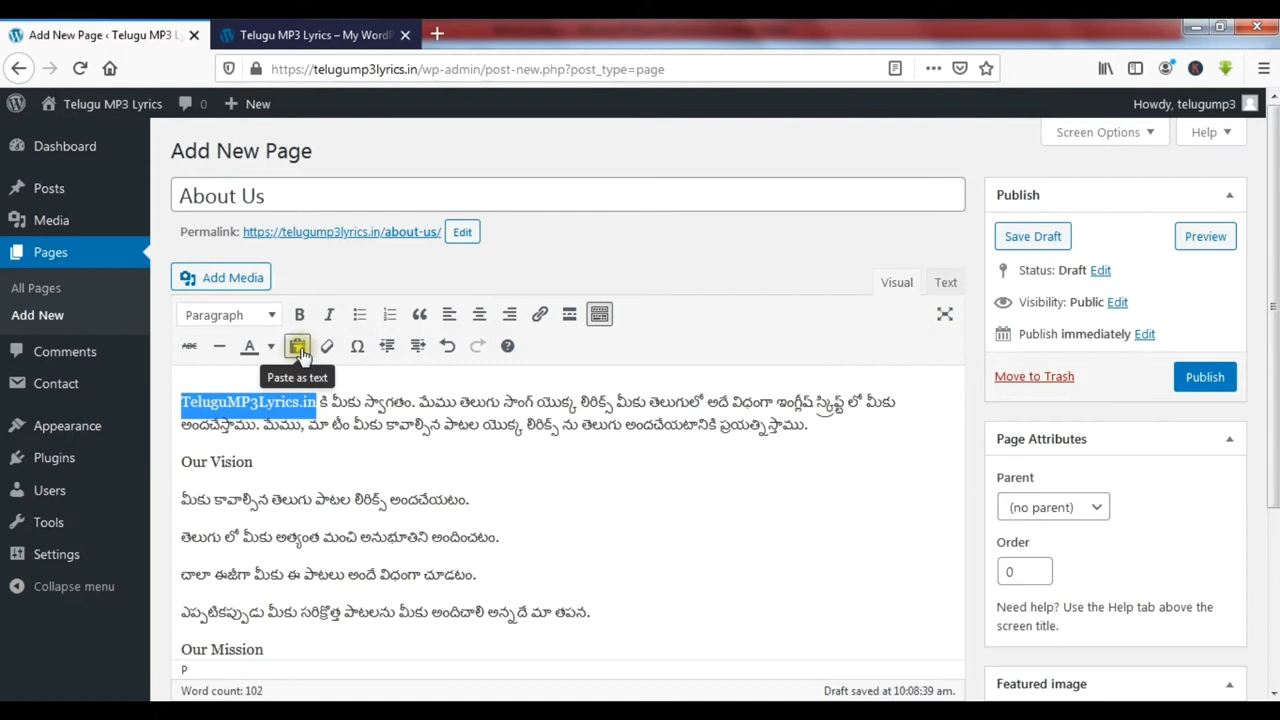 Add New Page ‹ Telugu MP3 Ly
Telugu MP3 Lyrics – My WordP
https://telugump3lyrics.in/wp-admin/post-new.php?post_type=page
Telugu MP3 Lyrics
0
New
Howdy, telugump3
Screen Options
Help
Dashboard
Posts
Media
Pages
All Pages
Add New
Comments
Contact
Appearance
Plugins
Users
Tools
Settings
Collapse menu
Add New Page
About Us
Permalink: https://telugump3lyrics.in/about-us/ Edit
Add Media
Visual Text
Paragraph
B I
ABC A
Paste as text
TeluguMP3Lyrics.in కి మీకు స్వాగతం. మేము తెలుగు సాంగ్ యొక్క లిరిక్స్ మీకు తెలుగులో అదే విధంగా ఇంగ్లీష్ స్క్రిప్ట్ లో మీకు
అందచేస్తాము. మేము, మా టీం మీకు కావాల్సిన పాటల యొక్క లిరిక్స్ ను తెలుగు అందచేయటానికి ప్రయత్నిస్తాము.
Our Vision
మీకు కావాల్సిన తెలుగు పాటల లిరిక్స్ అందచేయటం.
తెలుగు లో మీకు అత్యంత మంచి అనుభూతిని అందించటం.
చాలా ఈజీగా మీకు ఈ పాటలు అందే విధంగా చూడటం.
ఎప్పటికప్పుడు మీకు సరిక్రొత్త పాటలను మీకు అందిచాలి అన్నదే మా తపన.
Our Mission
P
Word count: 102
Draft saved at 10:08:39 am.
Publish
Save Draft
Preview
Status: Draft Edit
Visibility: Public Edit
Publish immediately Edit
Move to Trash
Publish
Page Attributes
Parent
(no parent)
Order
0
Need help? Use the Help tab above the
screen title.
Featured image